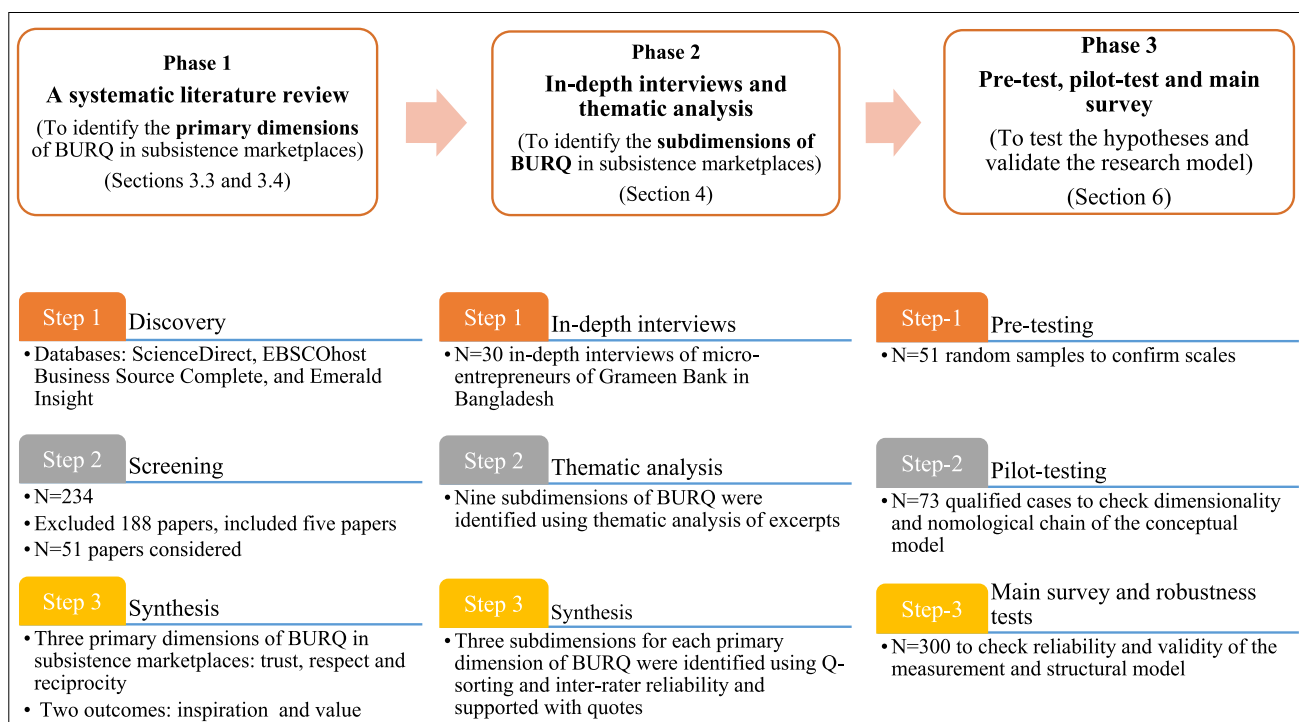 Phase 1
A systematic literature review
(To identify the primary dimensions
of BURQ in subsistence marketplaces)
(Sections 3.3 and 3.4)
Phase 2
In-depth interviews and
thematic analysis
(To identify the subdimensions of
BURQ in subsistence marketplaces)
(Section 4)
Phase 3
Pre-test, pilot-test and main
survey
(To test the hypotheses and
validate the research model)
(Section 6)
Step 1
Discovery
•Databases: ScienceDirect, EBSCOhost
Business Source Complete, and Emerald
Insight
Step 2
Screening
•N=234
•Excluded 188 papers, included five papers
•N=51 papers considered
Step 3
Synthesis
•Three primary dimensions of BURQ in
subsistence marketplaces: trust, respect and
reciprocity
• Two outcomes: inspiration and value
Step 1
In-depth interviews
•N=30 in-depth interviews of micro-
entrepreneurs of Grameen Bank in
Bangladesh
Step 2
Thematic analysis
•Nine subdimensions of BURQ were
identified using thematic analysis of excerpts
Step 3
Synthesis
•Three subdimensions for each primary
dimension of BURQ were identified using Q-
sorting and inter-rater reliability and
supported with quotes
Step-1
Pre-testing
•N=51 random samples to confirm scales
Step-2
Pilot-testing
•N=73 qualified cases to check dimensionality
and nomological chain of the conceptual
model
Step-3
Main survey and robustness
tests
•N=300 to check reliability and validity of the
measurement and structural model